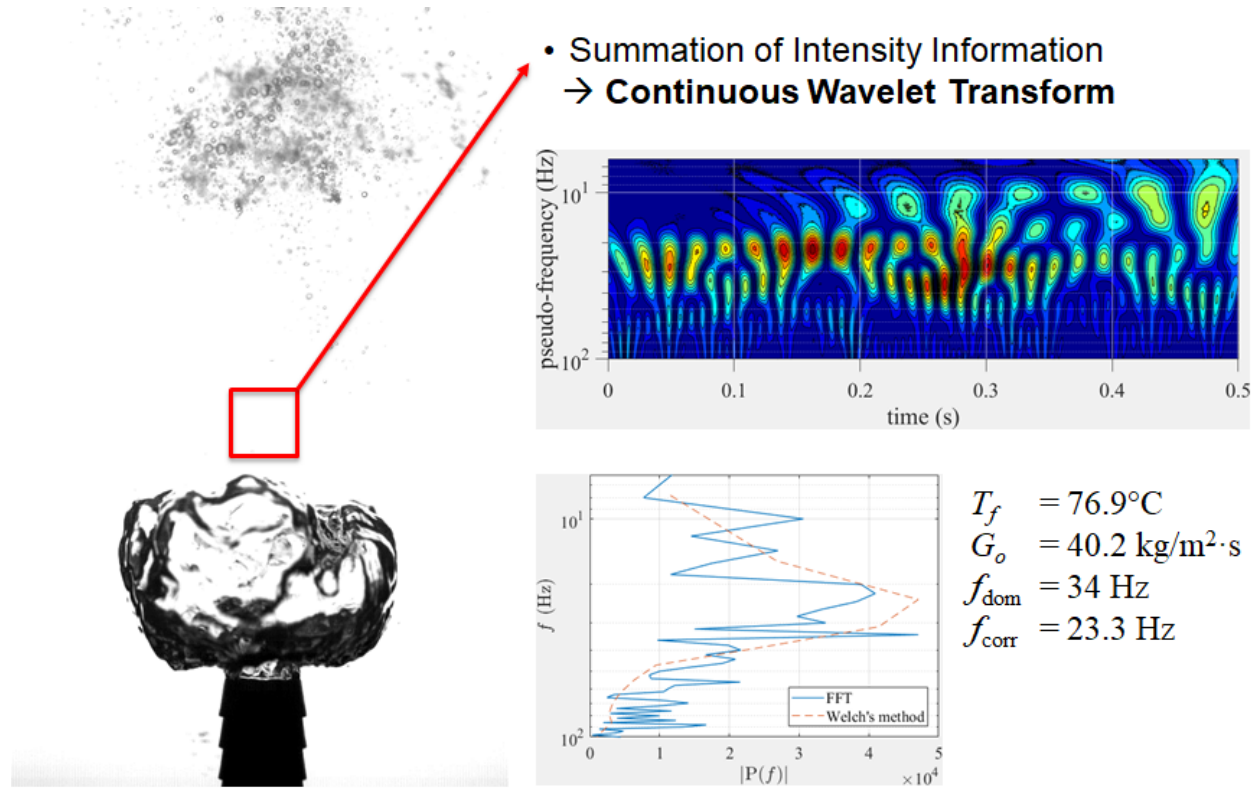 • Summation of Intensity Information
→ Continuous Wavelet Transform
pseudo-frequency (Hz)
10¹
10²
0 0.1 0.2 0.3 0.4 0.5
time (s)
f (Hz)
10¹
10²
FFT
Welch's method
0 1 2 3 4 5
|P(f)|
×10⁴
T_f = 76.9°C
G_o = 40.2 kg/m²·s
f_dom = 34 Hz
f_corr = 23.3 Hz